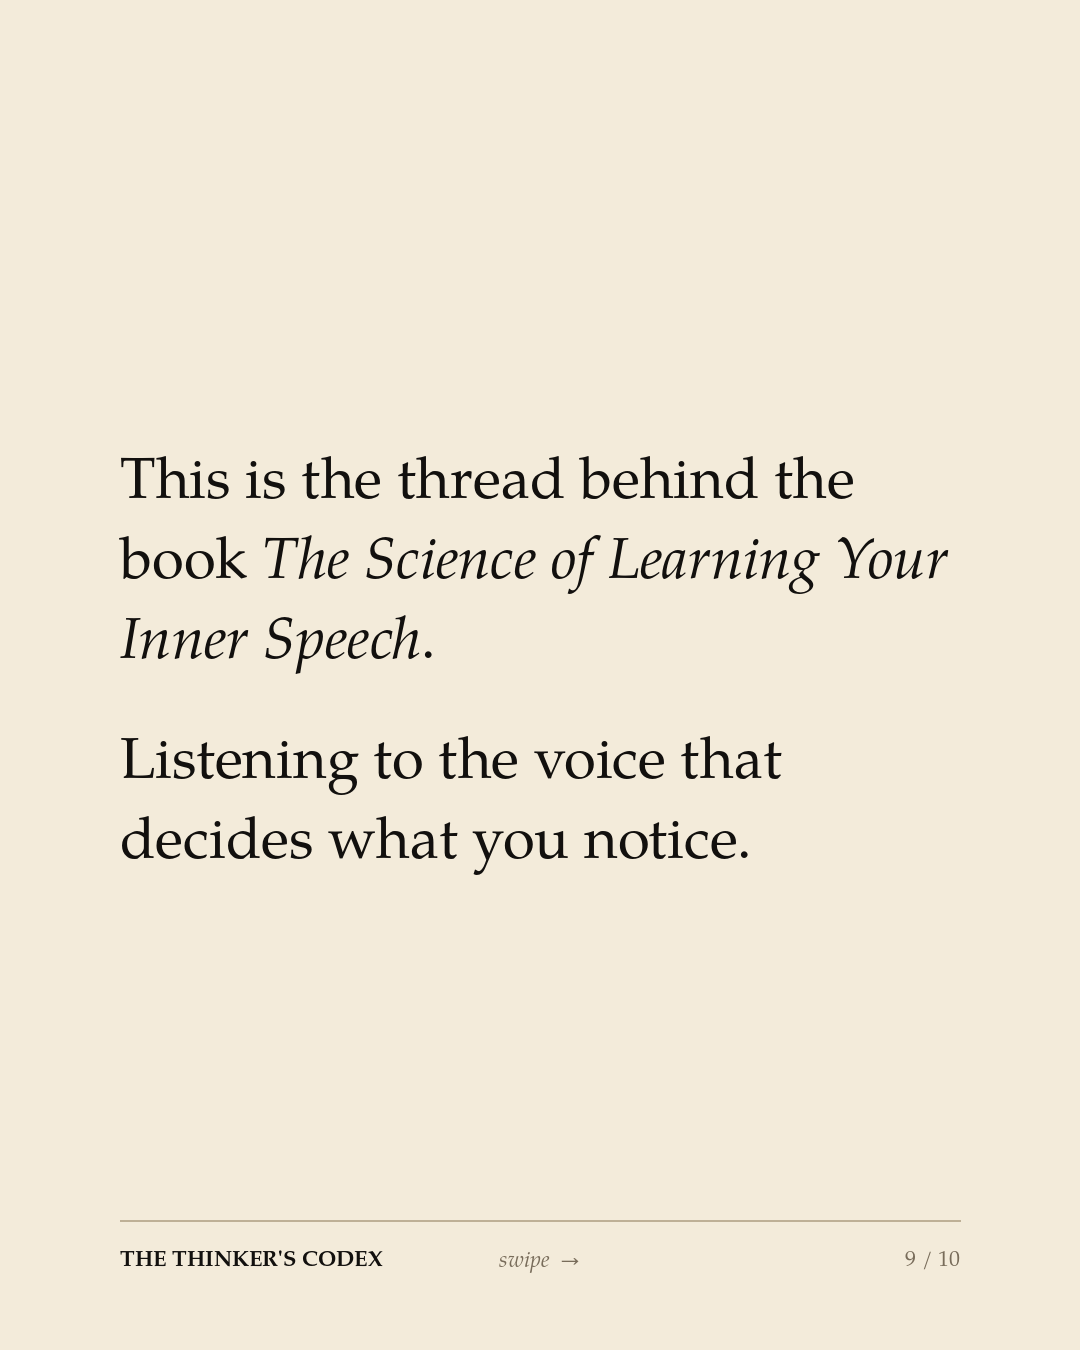 This is the thread behind the
book The Science of Learning Your
Inner Speech.
Listening to the voice that
decides what you notice.
THE THINKER'S CODEX
swipe →
9 / 10